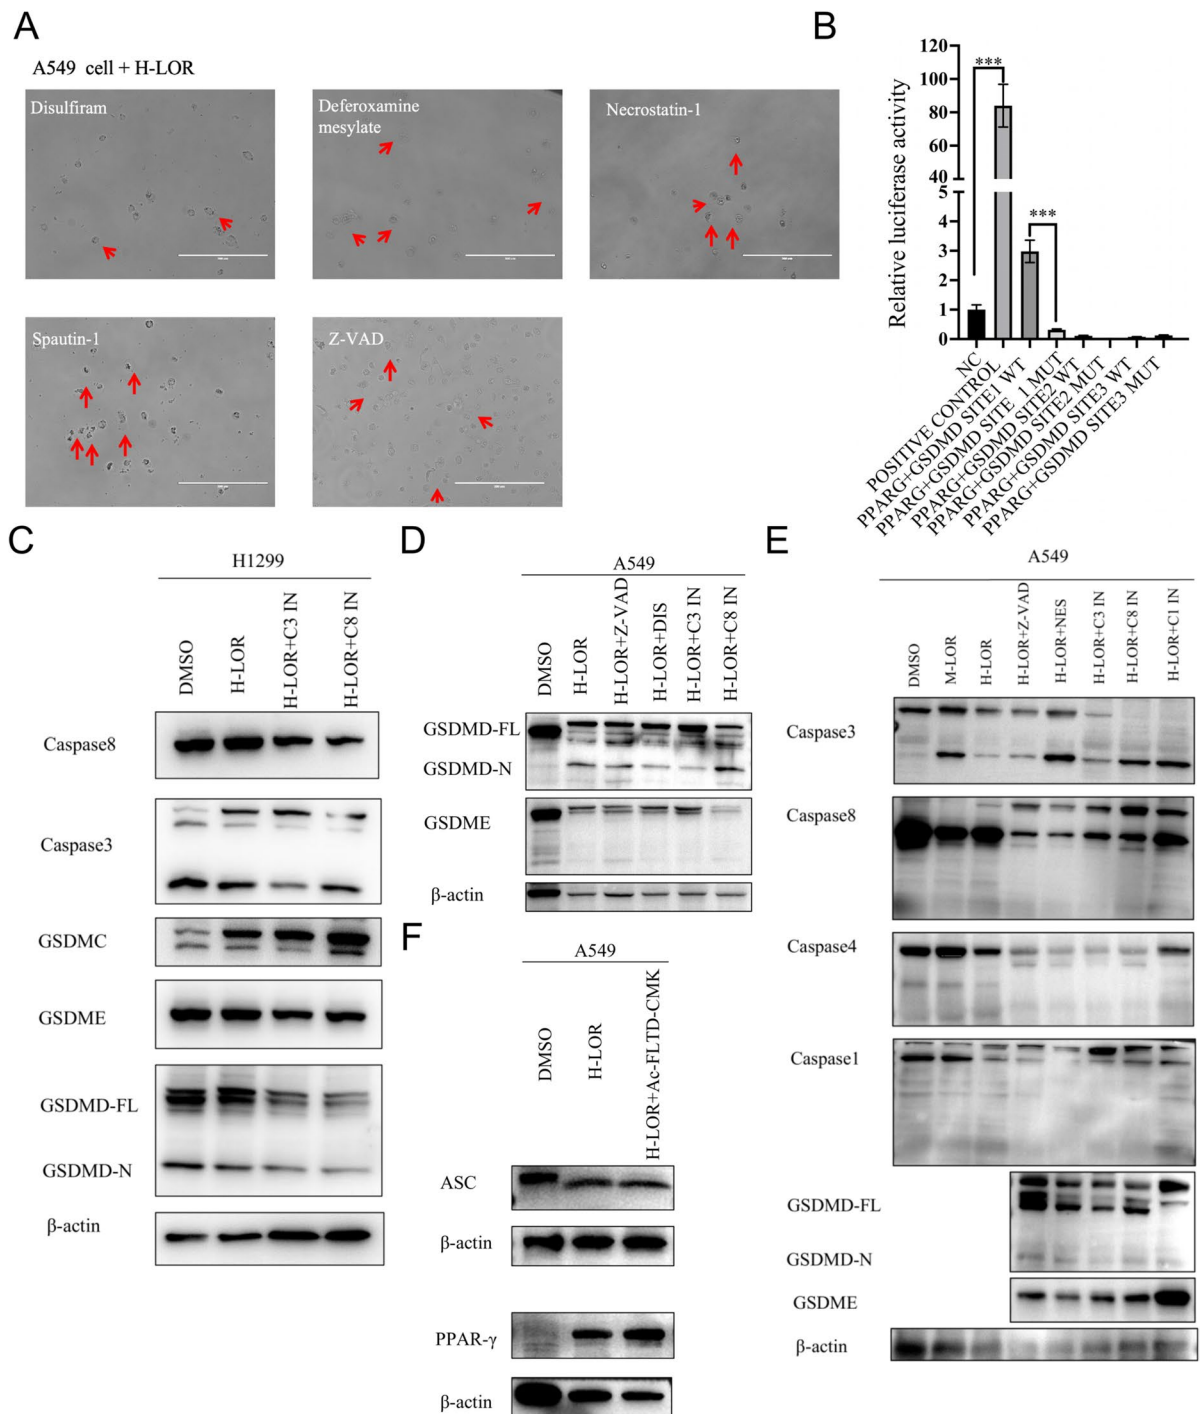 A
A549 cell + H-LOR
Disulfiram
Deferoxamine
mesylate
Necrostatin-1
Spautin-1
Z-VAD
B
Relative luciferase activity
120
100
80
60
40
5
4
3
2
1
0
***
***
NC
POSITIVE CONTROL
PPARG+GSDMD SITE1 WT
PPARG+GSDMD SITE 1 MUT
PPARG+GSDMD SITE2 WT
PPARG+GSDMD SITE2 MUT
PPARG+GSDMD SITE3 WT
PPARG+GSDMD SITE3 MUT
C
H1299
DMSO
H-LOR
H-LOR+C3 IN
H-LOR+C8 IN
Caspase8
Caspase3
GSDMC
GSDME
GSDMD-FL
GSDMD-N
β-actin
D
A549
DMSO
H-LOR
H-LOR+Z-VAD
H-LOR+DIS
H-LOR+C3 IN
H-LOR+C8 IN
GSDMD-FL
GSDMD-N
GSDME
β-actin
E
A549
DMSO
M-LOR
H-LOR
H-LOR+Z-VAD
H-LOR+NES
H-LOR+C3 IN
H-LOR+C8 IN
H-LOR+C1 IN
Caspase3
Caspase8
Caspase4
Caspase1
GSDMD-FL
GSDMD-N
GSDME
β-actin
F
A549
DMSO
H-LOR
H-LOR+Ac-FLTD-CMK
ASC
β-actin
PPAR-γ
β-actin